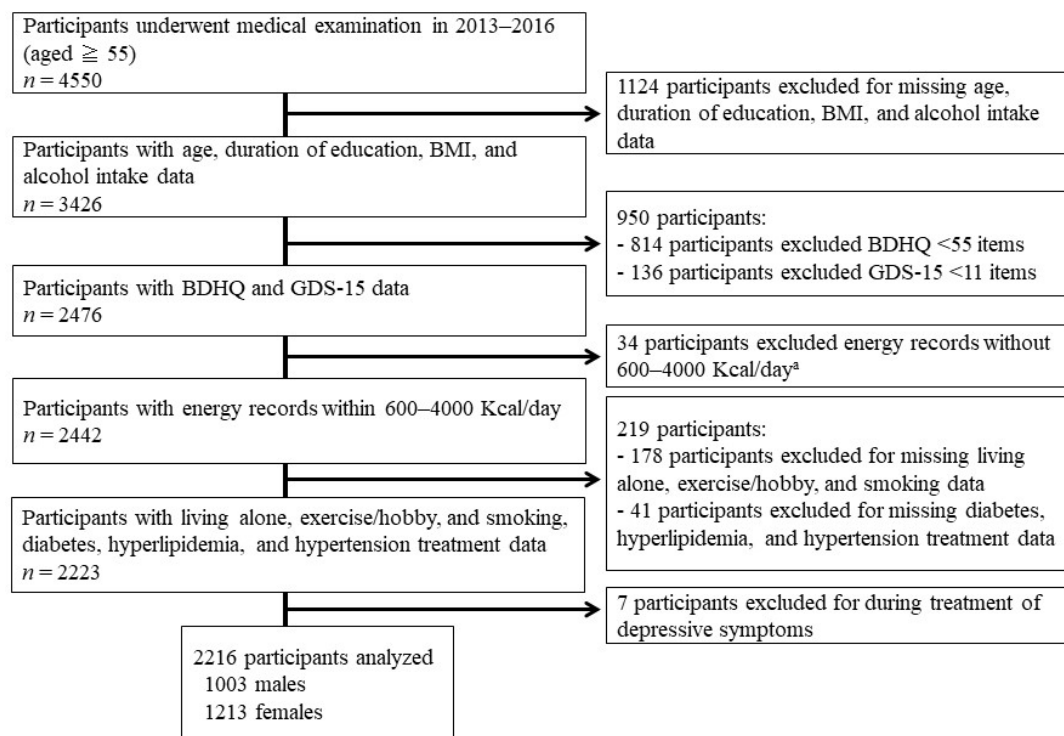 Participants underwent medical examination in 2013–2016
(aged ≧ 55)
n = 4550
1124 participants excluded for missing age,
duration of education, BMI, and alcohol intake
data
Participants with age, duration of education, BMI, and
alcohol intake data
n = 3426
950 participants:
- 814 participants excluded BDHQ <55 items
- 136 participants excluded GDS-15 <11 items
Participants with BDHQ and GDS-15 data
n = 2476
34 participants excluded energy records without
600–4000 Kcal/dayᵃ
Participants with energy records within 600–4000 Kcal/day
n = 2442
219 participants:
- 178 participants excluded for missing living
alone, exercise/hobby, and smoking data
- 41 participants excluded for missing diabetes,
hyperlipidemia, and hypertension treatment data
Participants with living alone, exercise/hobby, and smoking,
diabetes, hyperlipidemia, and hypertension treatment data
n = 2223
7 participants excluded for during treatment of
depressive symptoms
2216 participants analyzed
1003 males
1213 females